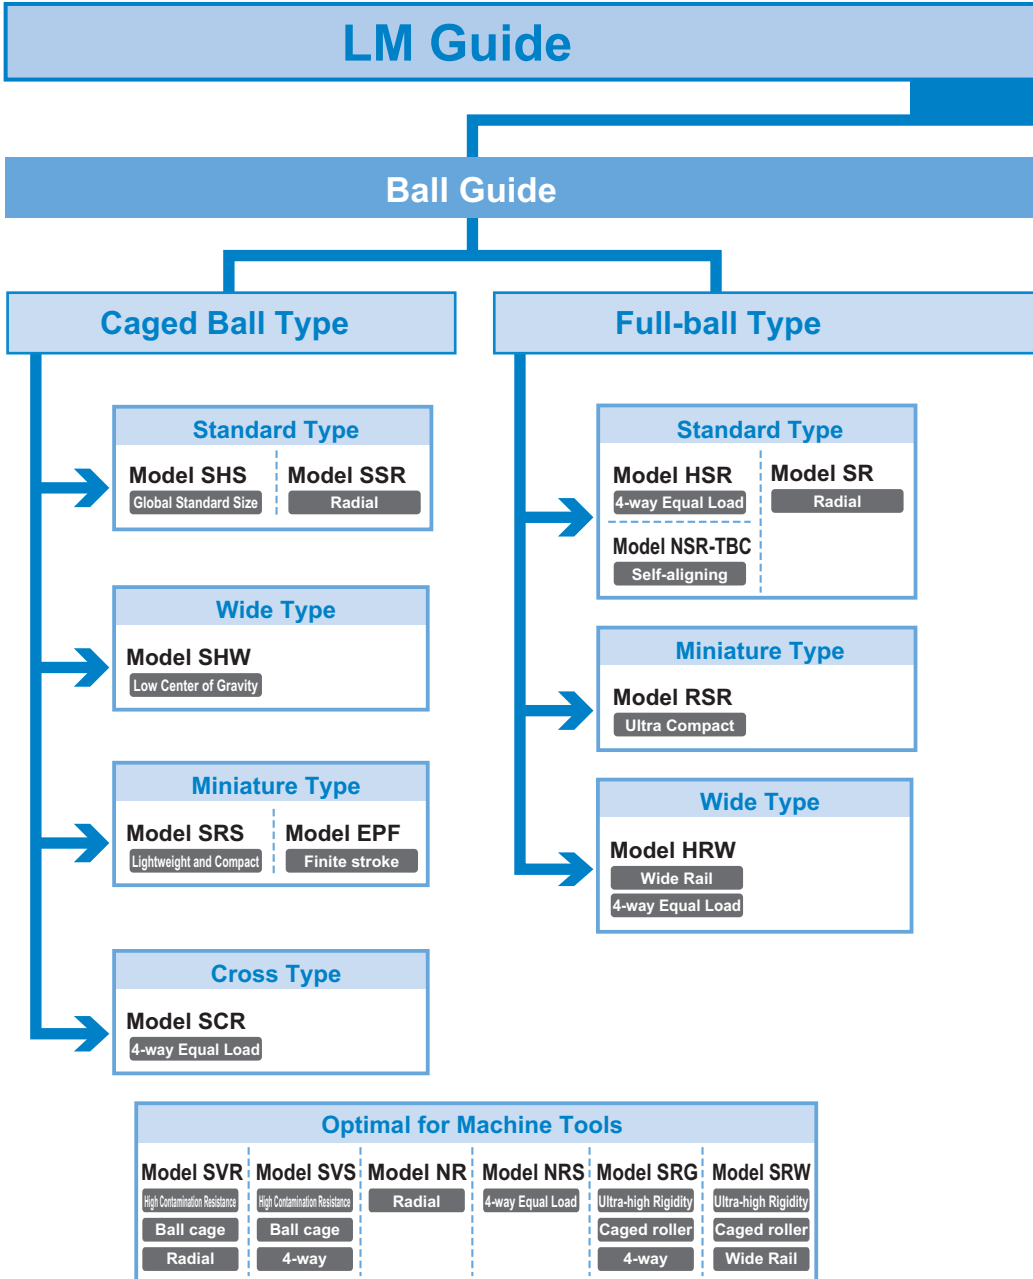 LM Guide
Ball Guide
Caged Ball Type
Full-ball Type
Standard Type
Model SHS
Global Standard Size
Model SSR
Radial
Wide Type
Model SHW
Low Center of Gravity
Miniature Type
Model SRS
Lightweight and Compact
Model EPF
Finite stroke
Cross Type
Model SCR
4-way Equal Load
Standard Type
Model HSR
4-way Equal Load
Model NSR-TBC
Self-aligning
Model SR
Radial
Miniature Type
Model RSR
Ultra Compact
Wide Type
Model HRW
Wide Rail
4-way Equal Load
Optimal for Machine Tools
Model SVR
High Contamination Resistance
Ball cage
Radial
Model SVS
High Contamination Resistance
Ball cage
4-way
Model NR
Radial
Model NRS
4-way Equal Load
Model SRG
Ultra-high Rigidity
Caged roller
4-way
Model SRW
Ultra-high Rigidity
Caged roller
Wide Rail